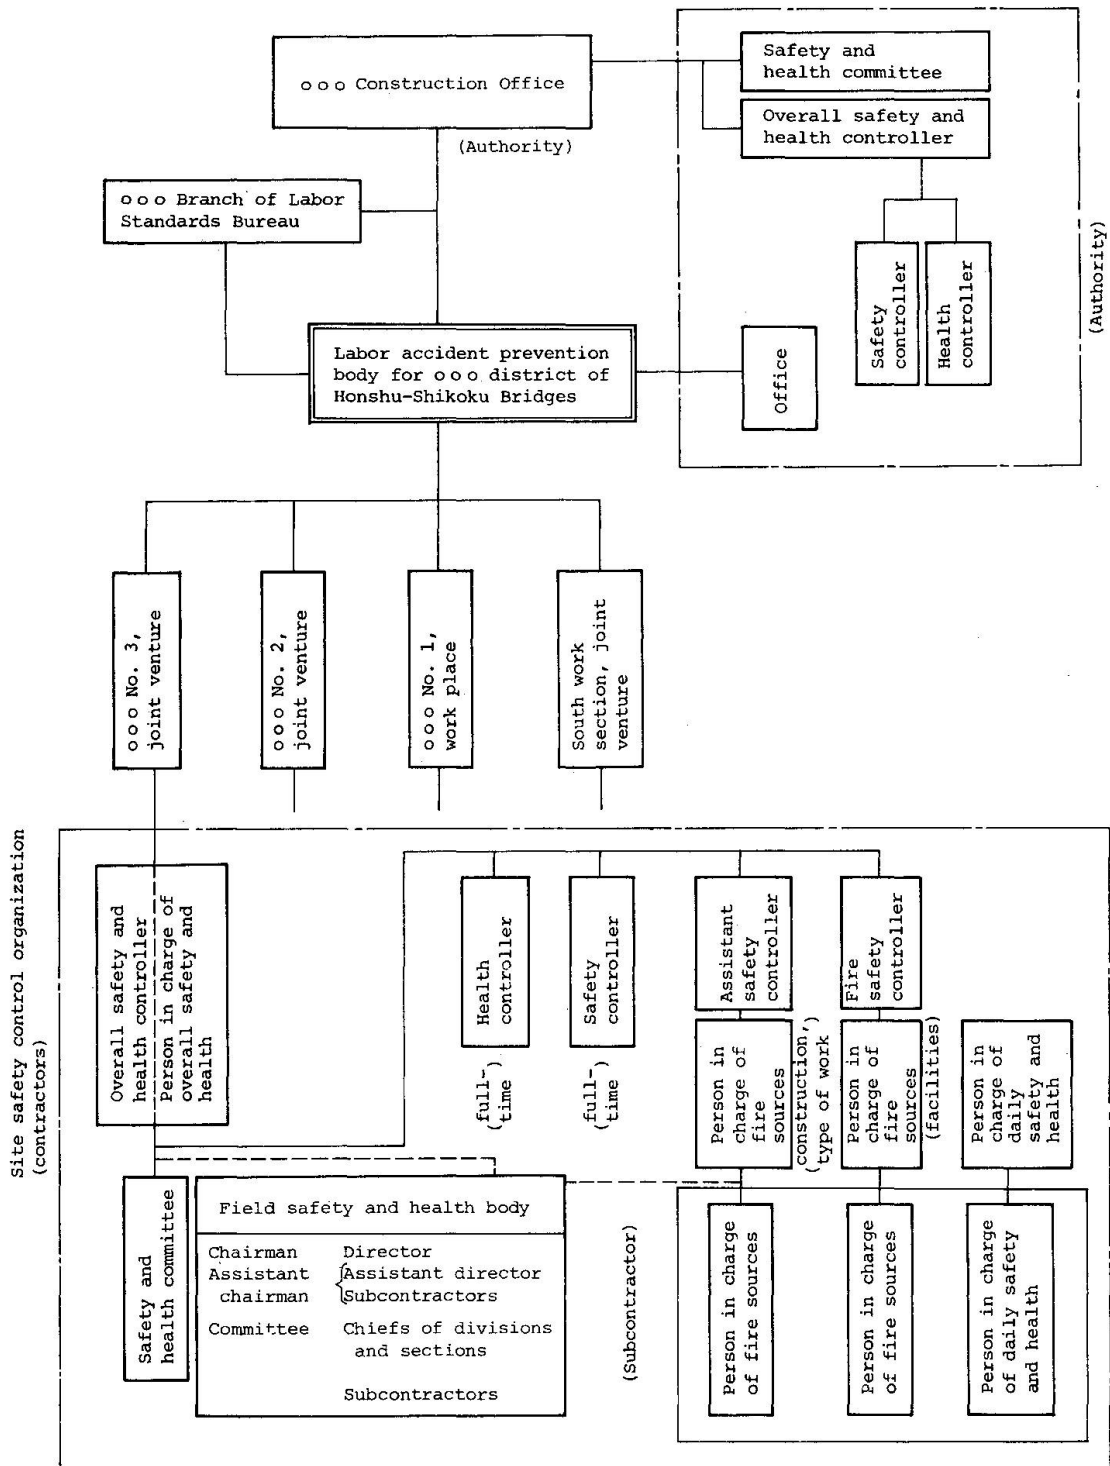 ○○○ Construction Office
(Authority)
Safety and
health committee
Overall safety and
health controller
Safety
controller
Health
controller
Office
(Authority)
○○○ Branch of Labor
Standards Bureau
Labor accident prevention
body for ○○○ district of
Honshu-Shikoku Bridges
○○○ No. 3,
joint venture
○○○ No. 2,
joint venture
○○○ No. 1,
work place
South work
section, joint
venture
Site safety control organization
(contractors)
Overall safety and
health controller
Person in charge of
overall safety and
health
Health
controller
(full-
time)
Safety
controller
(full-
time)
Assistant
safety
controller
Fire
safety
controller
Person in
charge of
fire
sources
(construction,
type of work)
Person in
charge of
fire
sources
(facilities)
Person in
charge of
daily
safety and
health
Safety and
health committee
Field safety and health body
Chairman Director
Assistant Assistant director
chairman Subcontractors
Committee Chiefs of divisions
and sections
Subcontractors
(Subcontractor)
Person in charge
of fire sources
Person in charge
of fire sources
Person in charge
of daily safety
and health